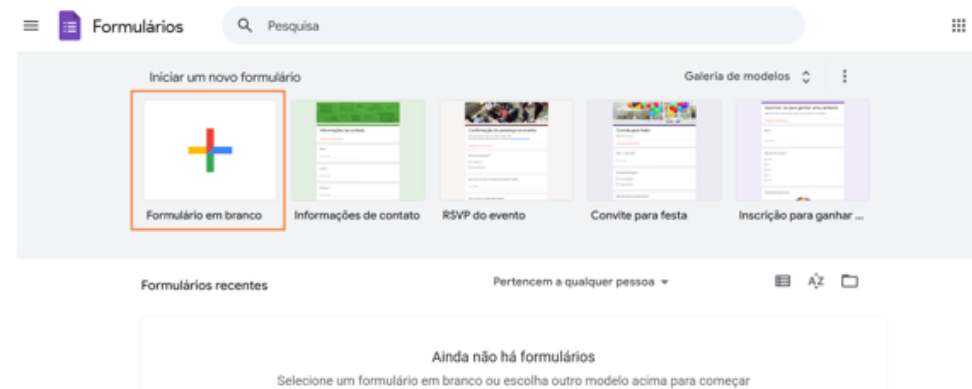 Formulários
Pesquisa
Iniciar um novo formulário
Galeria de modelos
Formulário em branco
Informações de contato
RSVP do evento
Convite para festa
Inscrição para ganhar ...
Formulários recentes
Pertencem a qualquer pessoa
AZ
Ainda não há formulários
Selecione um formulário em branco ou escolha outro modelo acima para começar